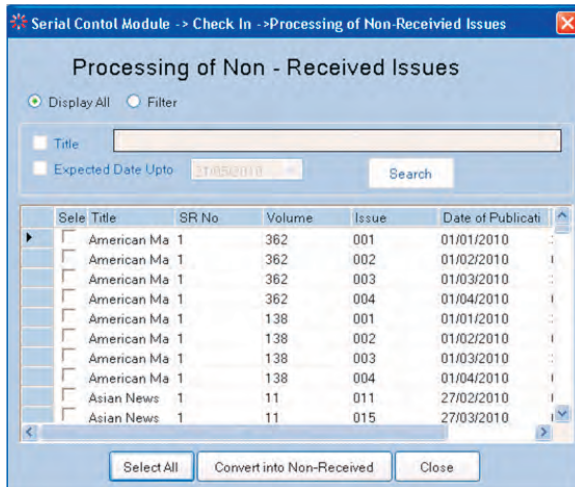 Serial Contol Module -> Check In ->Processing of Non-Receivied Issues
Processing of Non - Received Issues
Display All Filter
Title
Expected Date Upto 31/05/2010 Search
Sele Title SR No Volume Issue Date of Publicati
American Ma 1 362 001 01/01/2010
American Ma 1 362 002 01/02/2010
American Ma 1 362 003 01/03/2010
American Ma 1 362 004 01/04/2010
American Ma 1 138 001 01/01/2010
American Ma 1 138 002 01/02/2010
American Ma 1 138 003 01/03/2010
American Ma 1 138 004 01/04/2010
Asian News 1 11 011 27/02/2010
Asian News 1 11 015 27/03/2010
Select All Convert into Non-Received Close